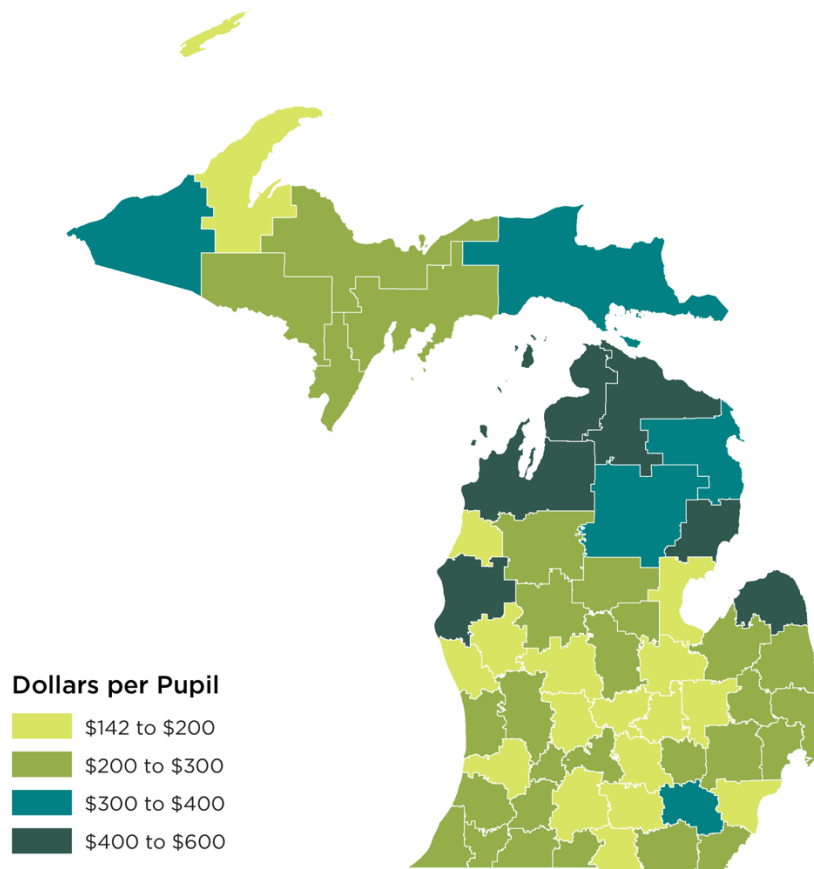 Dollars per Pupil
$142 to $200
$200 to $300
$300 to $400
$400 to $600